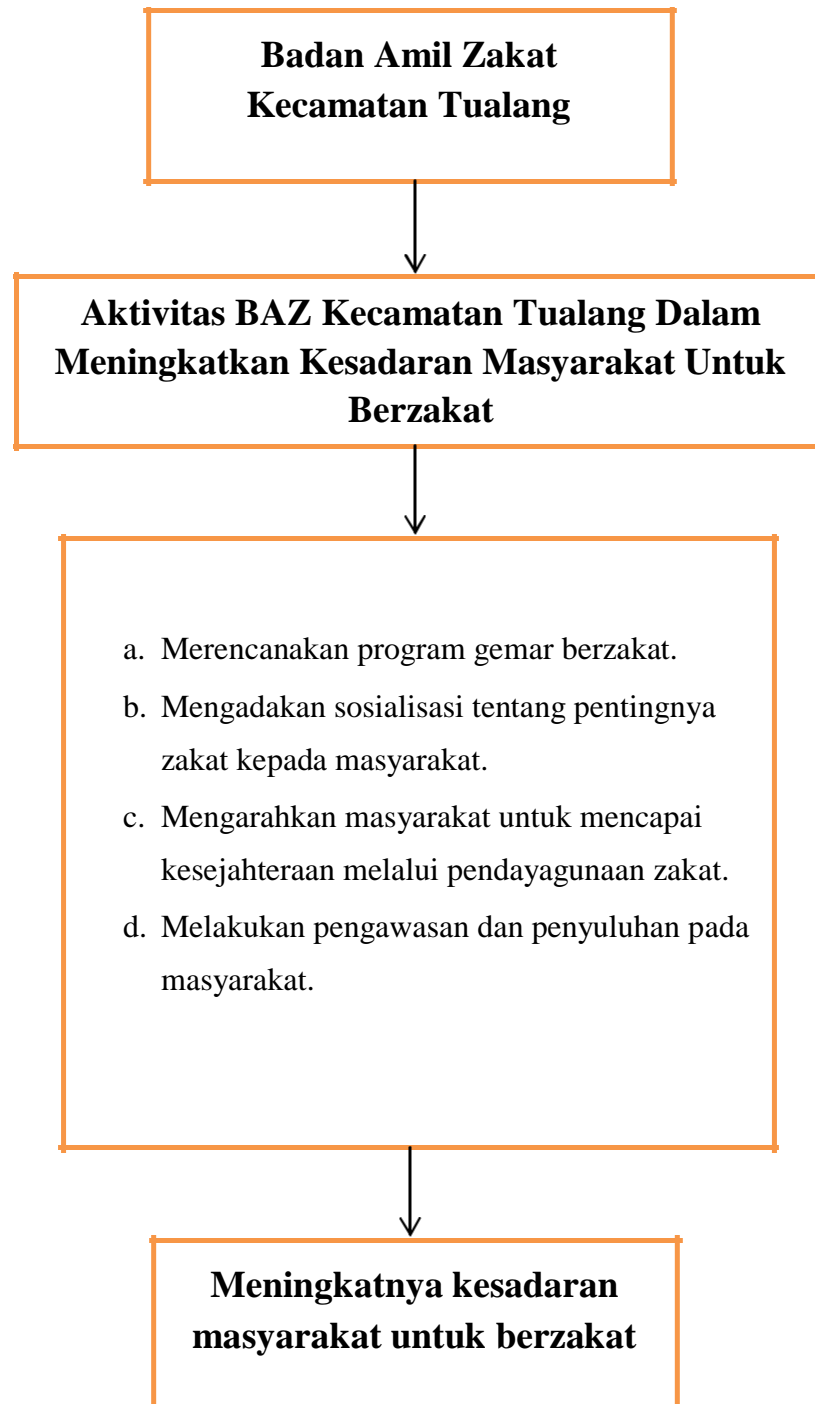 Badan Amil Zakat
Kecamatan Tualang
Aktivitas BAZ Kecamatan Tualang Dalam
Meningkatkan Kesadaran Masyarakat Untuk
Berzakat
a. Merencanakan program gemar berzakat.
b. Mengadakan sosialisasi tentang pentingnya
zakat kepada masyarakat.
c. Mengarahkan masyarakat untuk mencapai
kesejahteraan melalui pendayagunaan zakat.
d. Melakukan pengawasan dan penyuluhan pada
masyarakat.
Meningkatnya kesadaran
masyarakat untuk berzakat